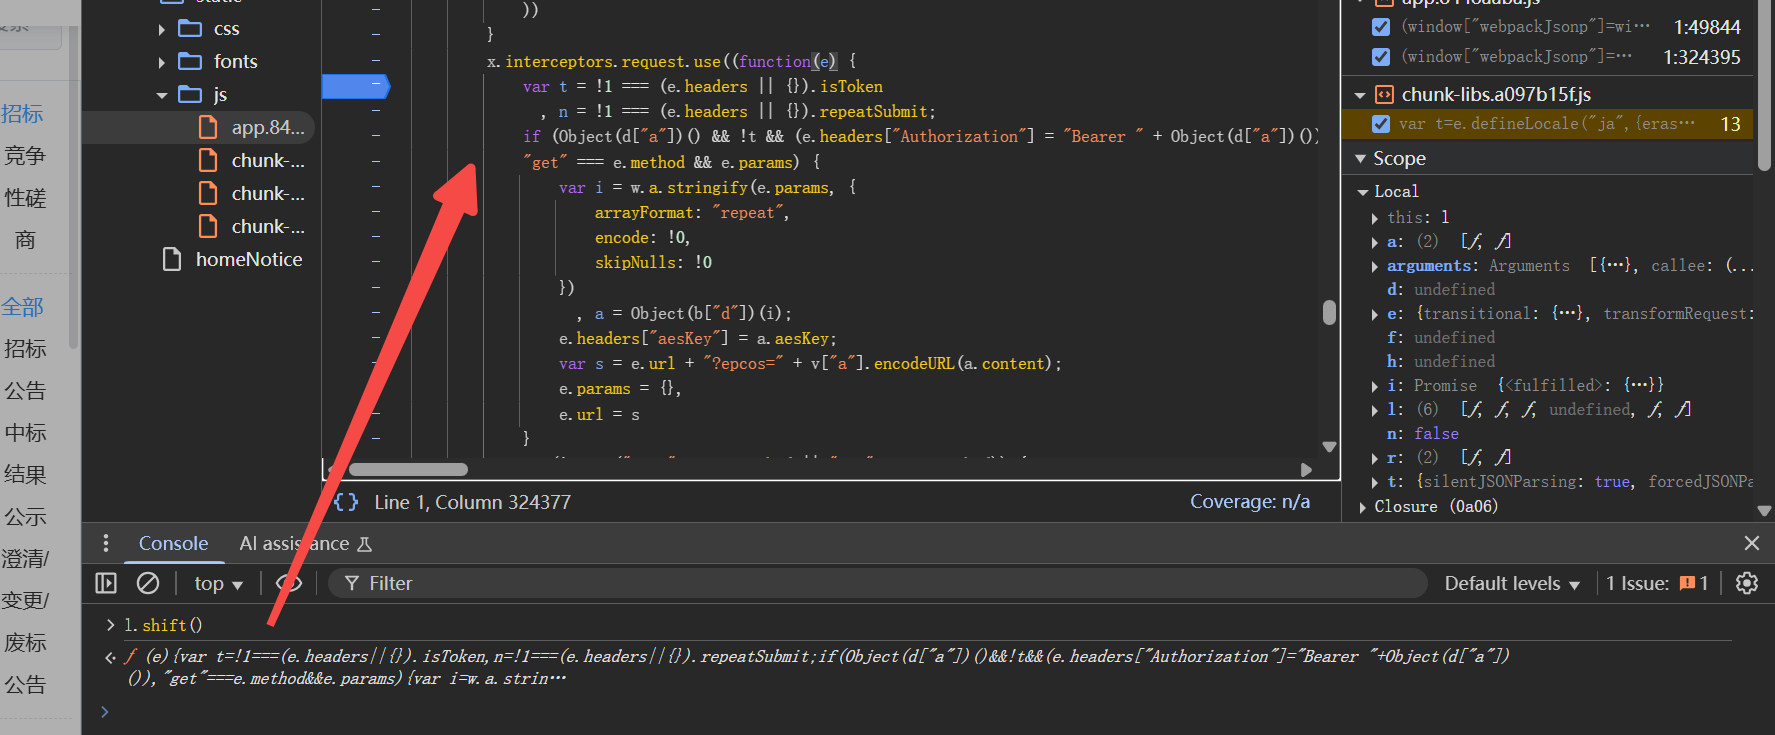 招标
竞争
性磋
商
全部
招标
公告
中标
结果
公示
澄清/
变更/
废标
公告
css
fonts
js
app.84...
chunk-...
chunk-...
chunk-...
homeNotice
))
}
x.interceptors.request.use((function(e) {
var t = !1 === (e.headers || {}).isToken
, n = !1 === (e.headers || {}).repeatSubmit;
if (Object(d["a"])() && !t && (e.headers["Authorization"] = "Bearer " + Object(d["a"])())
"get" === e.method && e.params) {
var i = w.a.stringify(e.params, {
arrayFormat: "repeat",
encode: !0,
skipNulls: !0
})
, a = Object(b["d"])(i);
e.headers["aesKey"] = a.aesKey;
var s = e.url + "?epcos=" + v["a"].encodeURL(a.content);
e.params = {},
e.url = s
}
{} Line 1, Column 324377
Coverage: n/a
(window["webpackJsonp"]=wi… 1:49844
(window["webpackJsonp"]=… 1:324395
chunk-libs.a097b15f.js
var t=e.defineLocale("ja",{eras… 13
Scope
Local
this: l
a: (2) [ƒ, ƒ]
arguments: Arguments [{…}, callee: (...
d: undefined
e: {transitional: {…}, transformRequest:
f: undefined
h: undefined
i: Promise {<fulfilled>: {…}}
l: (6) [ƒ, ƒ, ƒ, undefined, ƒ, ƒ]
n: false
r: (2) [ƒ, ƒ]
t: {silentJSONParsing: true, forcedJSONPa
Closure (0a06)
Console AI assistance
top Filter Default levels 1 Issue: 1
> l.shift()
ƒ (e){var t=!1===(e.headers||{}).isToken,n=!1===(e.headers||{}).repeatSubmit;if(Object(d["a"])()&&!t&&(e.headers["Authorization"]="Bearer "+Object(d["a"])
()),"get"===e.method&&e.params){var i=w.a.strin…
>